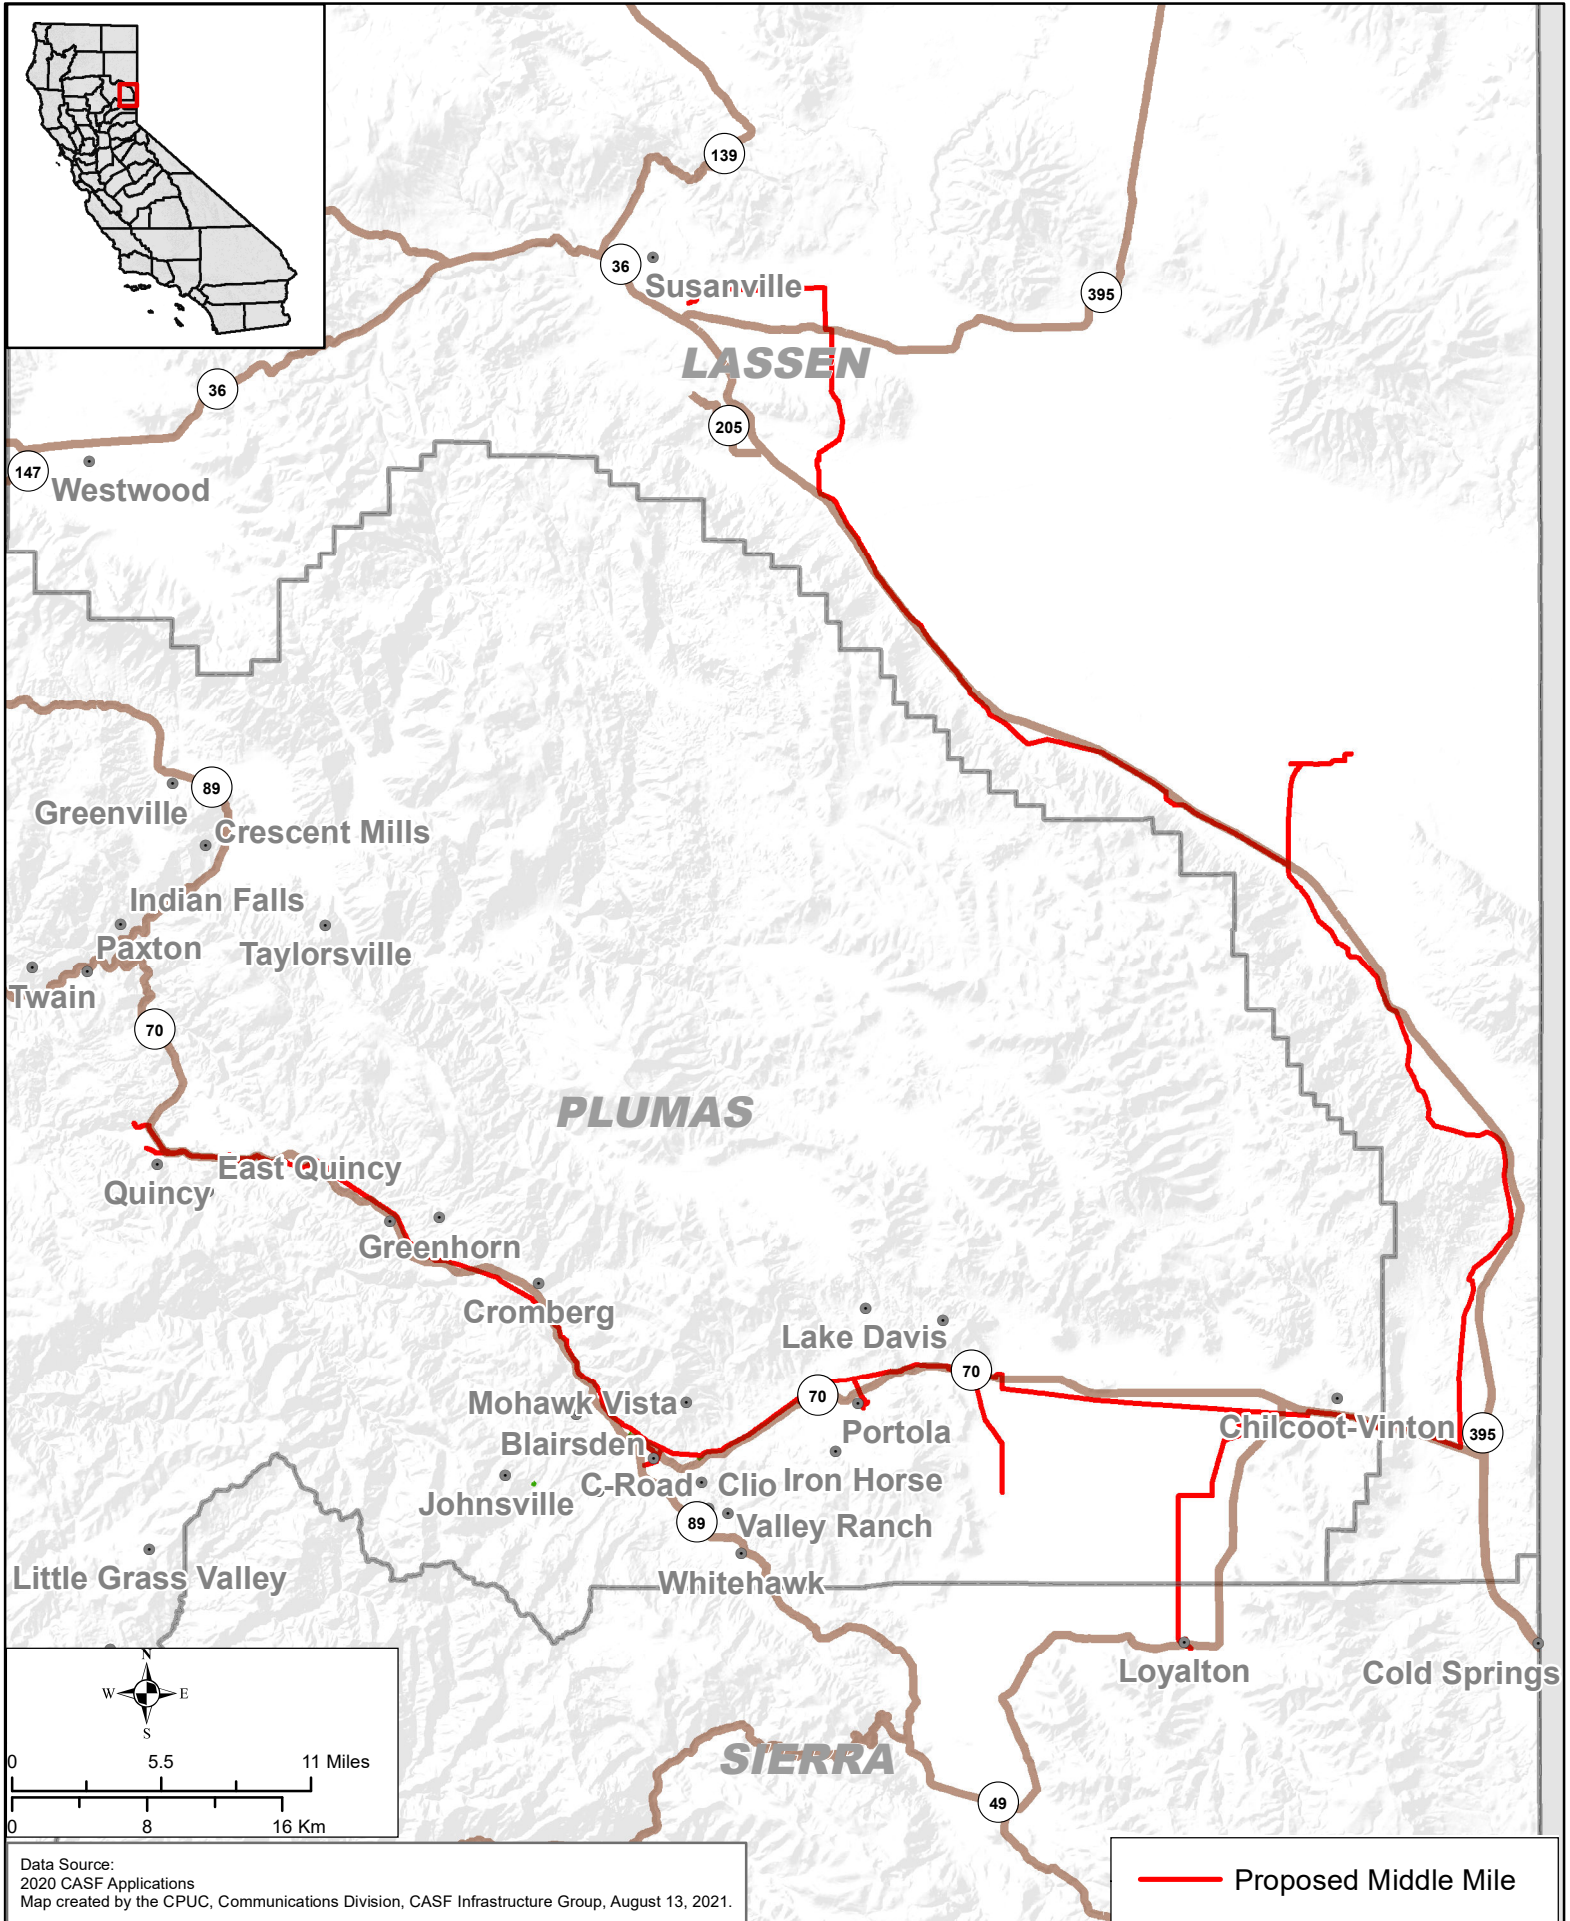 139
36
Susanville
395
LASSEN
36
205
147
Westwood
89
Greenville
Crescent Mills
Indian Falls
Paxton
Taylorsville
Twain
70
PLUMAS
East Quincy
Quincy
Greenhorn
Cromberg
Lake Davis
70
70
Mohawk Vista
Portola
Chilcoot-Vinton
395
Blairsden
C-Road
Clio
Iron Horse
Johnsville
89
Valley Ranch
Little Grass Valley
Whitehawk
Loyalton
Cold Springs
SIERRA
49
N
W
E
S
0
5.5
11 Miles
0
8
16 Km
Data Source:
2020 CASF Applications
Map created by the CPUC, Communications Division, CASF Infrastructure Group, August 13, 2021.
Proposed Middle Mile